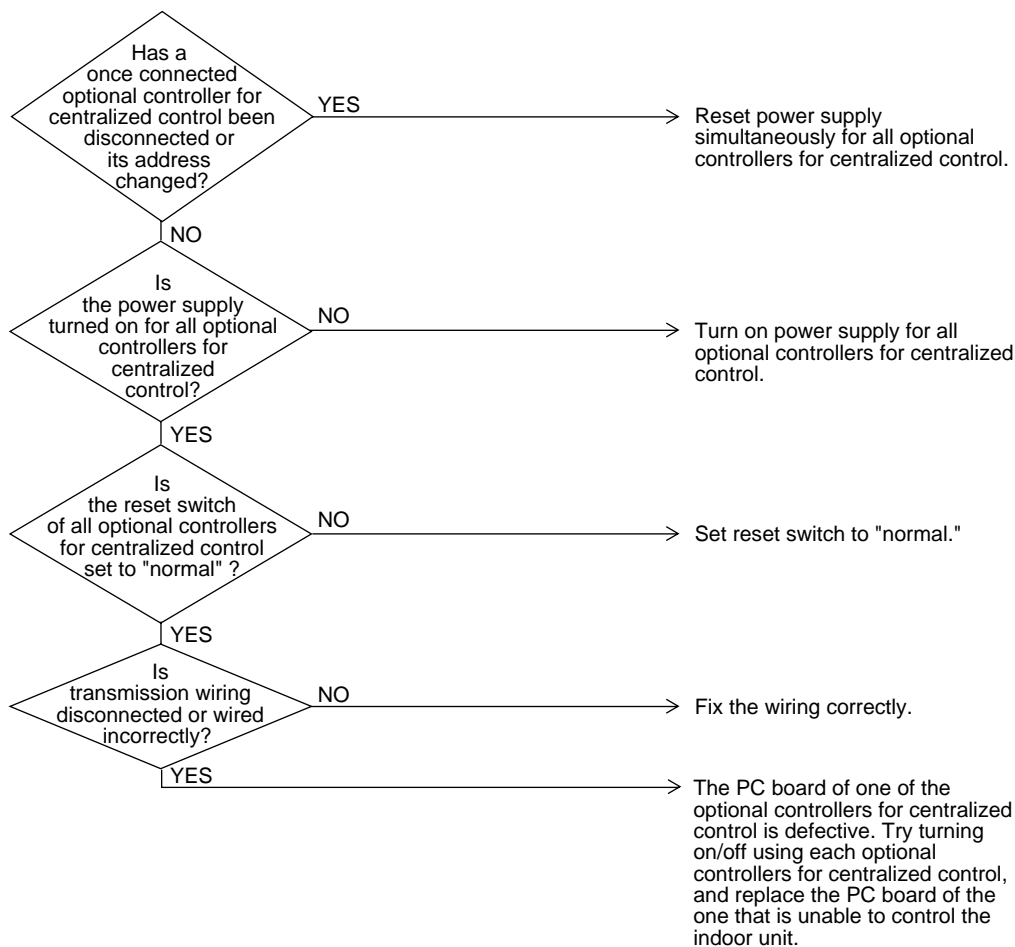 Has a
once connected
optional controller for
centralized control been
disconnected or
its address
changed?
YES
Reset power supply
simultaneously for all optional
controllers for centralized control.
NO
Is
the power supply
turned on for all optional
controllers for
centralized
control?
NO
Turn on power supply for all
optional controllers for centralized
control.
YES
Is
the reset switch
of all optional controllers
for centralized control
set to "normal" ?
NO
Set reset switch to "normal."
YES
Is
transmission wiring
disconnected or wired
incorrectly?
NO
Fix the wiring correctly.
YES
The PC board of one of the
optional controllers for centralized
control is defective. Try turning
on/off using each optional
controllers for centralized control,
and replace the PC board of the
one that is unable to control the
indoor unit.